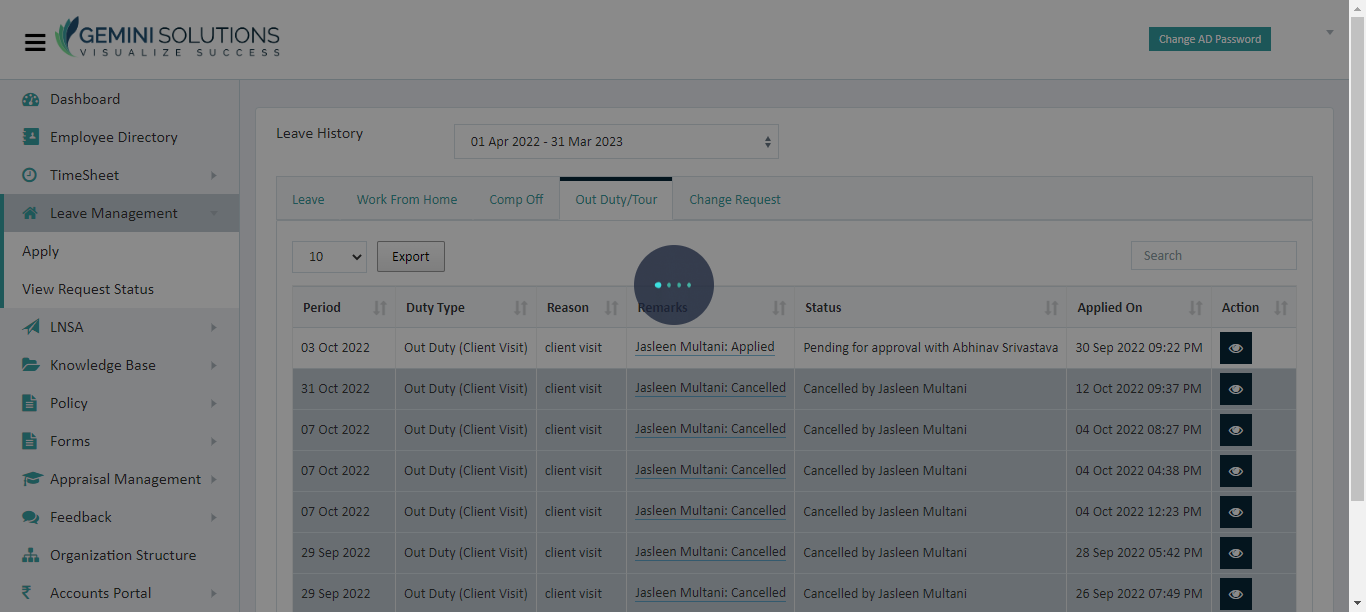 GEMINI SOLUTIONS
VISUALIZE SUCCESS
Change AD Password
Dashboard
Employee Directory
TimeSheet
Leave Management
Apply
View Request Status
LNSA
Knowledge Base
Policy
Forms
Appraisal Management
Feedback
Organization Structure
Accounts Portal
Leave History
01 Apr 2022 - 31 Mar 2023
Leave Work From Home Comp Off Out Duty/Tour Change Request
10 Export Search
Period Duty Type Reason Remarks Status Applied On Action
03 Oct 2022 Out Duty (Client Visit) client visit Jasleen Multani: Applied Pending for approval with Abhinav Srivastava 30 Sep 2022 09:22 PM
31 Oct 2022 Out Duty (Client Visit) client visit Jasleen Multani: Cancelled Cancelled by Jasleen Multani 12 Oct 2022 09:37 PM
07 Oct 2022 Out Duty (Client Visit) client visit Jasleen Multani: Cancelled Cancelled by Jasleen Multani 04 Oct 2022 08:27 PM
07 Oct 2022 Out Duty (Client Visit) client visit Jasleen Multani: Cancelled Cancelled by Jasleen Multani 04 Oct 2022 04:38 PM
07 Oct 2022 Out Duty (Client Visit) client visit Jasleen Multani: Cancelled Cancelled by Jasleen Multani 04 Oct 2022 12:23 PM
29 Sep 2022 Out Duty (Client Visit) client visit Jasleen Multani: Cancelled Cancelled by Jasleen Multani 28 Sep 2022 05:42 PM
29 Sep 2022 Out Duty (Client Visit) client visit Jasleen Multani: Cancelled Cancelled by Jasleen Multani 26 Sep 2022 07:49 PM